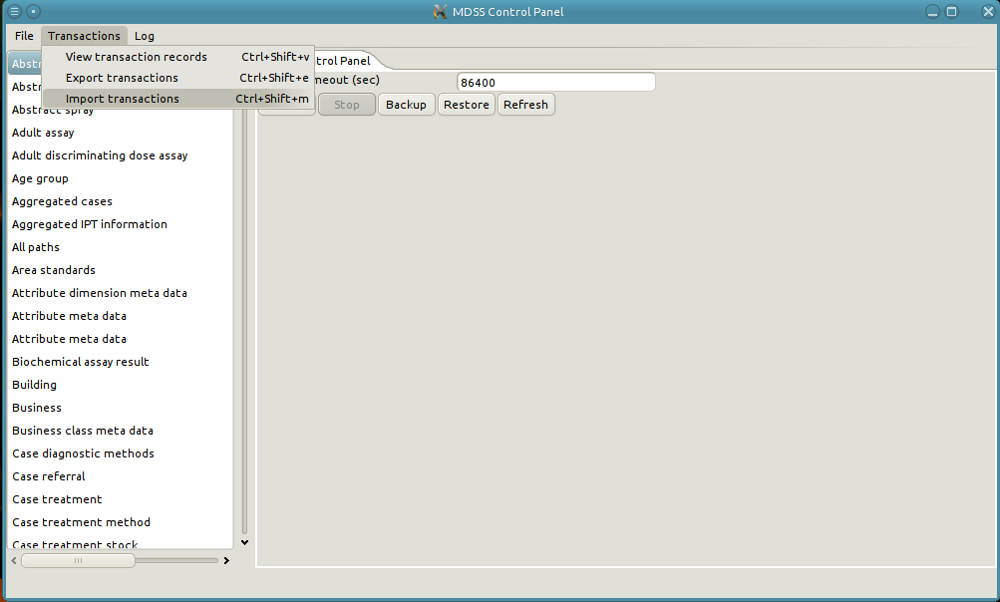 MDSS Control Panel
File Transactions Log
View transaction records Ctrl+Shift+v
Export transactions Ctrl+Shift+e
Import transactions Ctrl+Shift+m
trol Panel
meout (sec) 86400
Stop Backup Restore Refresh
Abstr
Abstr
Abstract spray
Adult assay
Adult discriminating dose assay
Age group
Aggregated cases
Aggregated IPT information
All paths
Area standards
Attribute dimension meta data
Attribute meta data
Attribute meta data
Biochemical assay result
Building
Business
Business class meta data
Case diagnostic methods
Case referral
Case treatment
Case treatment method
Case treatment stock